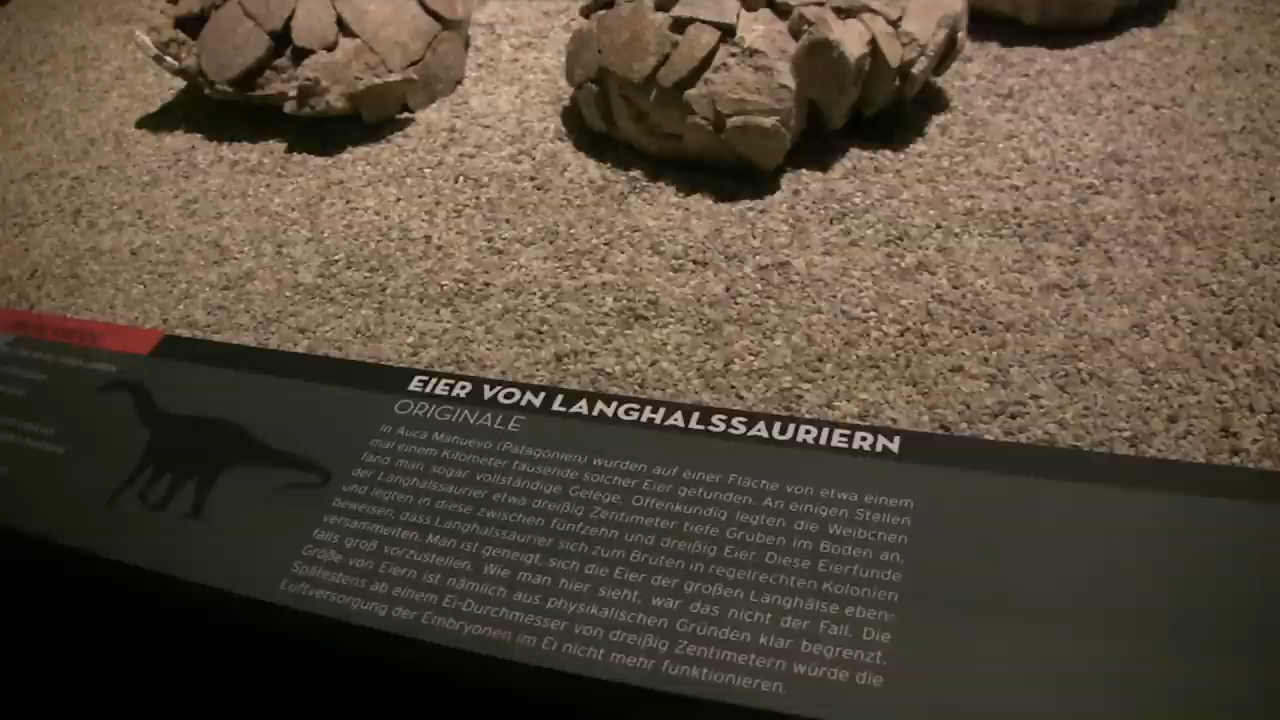 EIER VON LANGHALSSAURIERN
ORIGINALE
In Auca Mahuevo (Patagonien) wurden auf einer Fläche von etwa einem
mal einem Kilometer tausende solcher Eier gefunden. An einigen Stellen
fand man sogar vollständige Gelege. Offenkundig legten die Weibchen
der Langhalssaurier etwa dreißig Zentimeter tiefe Gruben im Boden an,
und legten in diese zwischen fünfzehn und dreißig Eier. Diese Eierfunde
beweisen, dass Langhalssaurier sich zum Brüten in regelrechten Kolonien
versammelten. Man ist geneigt, sich die Eier der großen Langhälse eben-
falls groß vorzustellen. Wie man hier sieht, war das nicht der Fall. Die
Größe von Eiern ist nämlich aus physikalischen Gründen klar begrenzt.
Spätestens ab einem Ei-Durchmesser von dreißig Zentimetern würde die
Luftversorgung der Embryonen im Ei nicht mehr funktionieren.